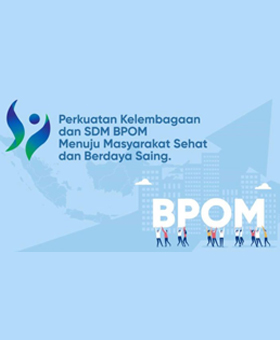 Perkuatan Kelembagaan
dan SDM BPOM
Menuju Masyarakat Sehat
dan Berdaya Saing.
BPOM